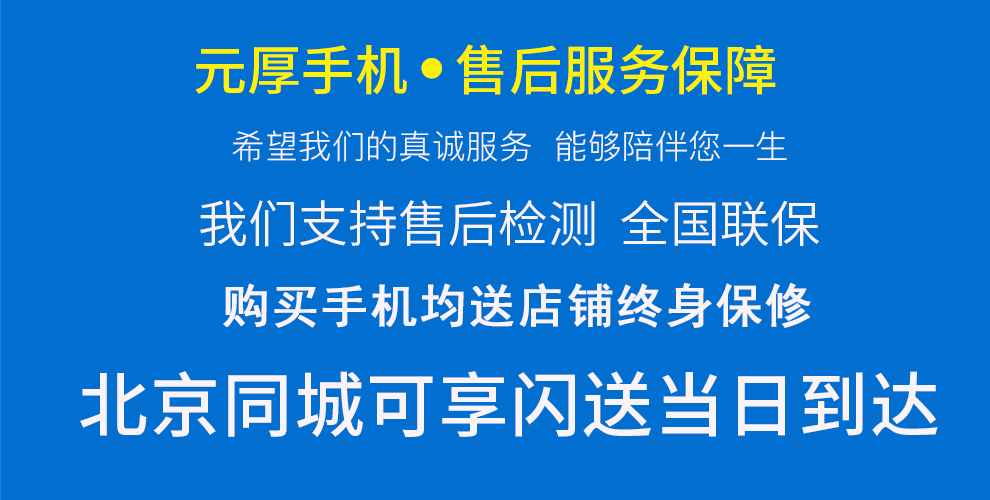 元厚手机•售后服务保障
希望我们的真诚服务 能够陪伴您一生
我们支持售后检测 全国联保
购买手机均送店铺终身保修
北京同城可享闪送当日到达